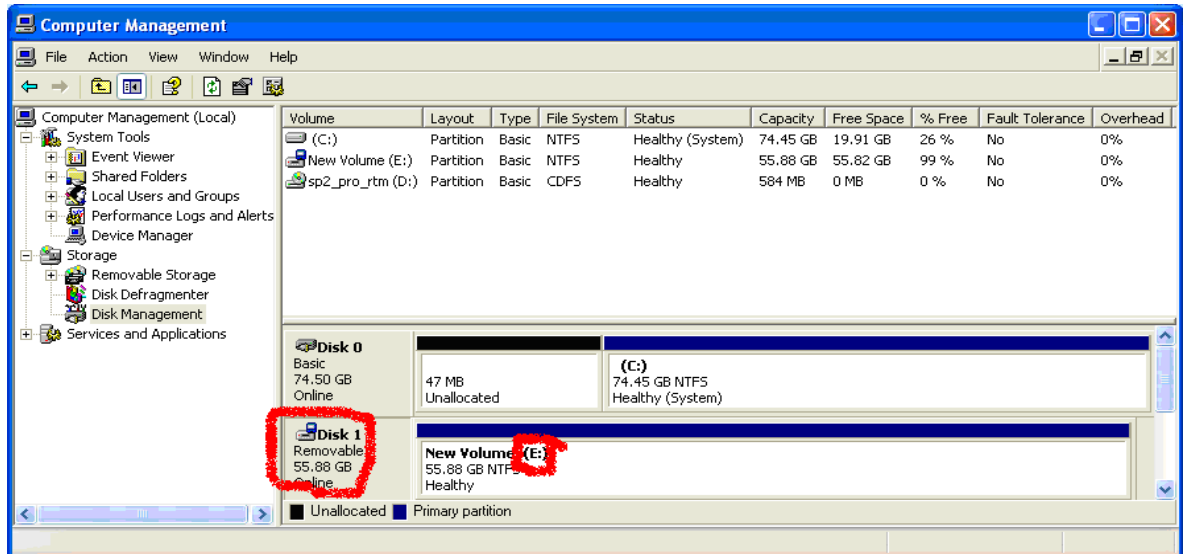 Computer Management
File Action View Window Help
Computer Management (Local)
System Tools
Event Viewer
Shared Folders
Local Users and Groups
Performance Logs and Alerts
Device Manager
Storage
Removable Storage
Disk Defragmenter
Disk Management
Services and Applications
Volume Layout Type File System Status Capacity Free Space % Free Fault Tolerance Overhead
(C:) Partition Basic NTFS Healthy (System) 74.45 GB 19.91 GB 26 % No 0%
New Volume (E:) Partition Basic NTFS Healthy 55.88 GB 55.82 GB 99 % No 0%
sp2_pro_rtm (D:) Partition Basic CDFS Healthy 584 MB 0 MB 0 % No 0%
Disk 0
Basic
74.50 GB
Online
47 MB
Unallocated
(C:)
74.45 GB NTFS
Healthy (System)
Disk 1
Removable
55.88 GB
Online
New Volume (E:)
55.88 GB NTFS
Healthy
Unallocated Primary partition